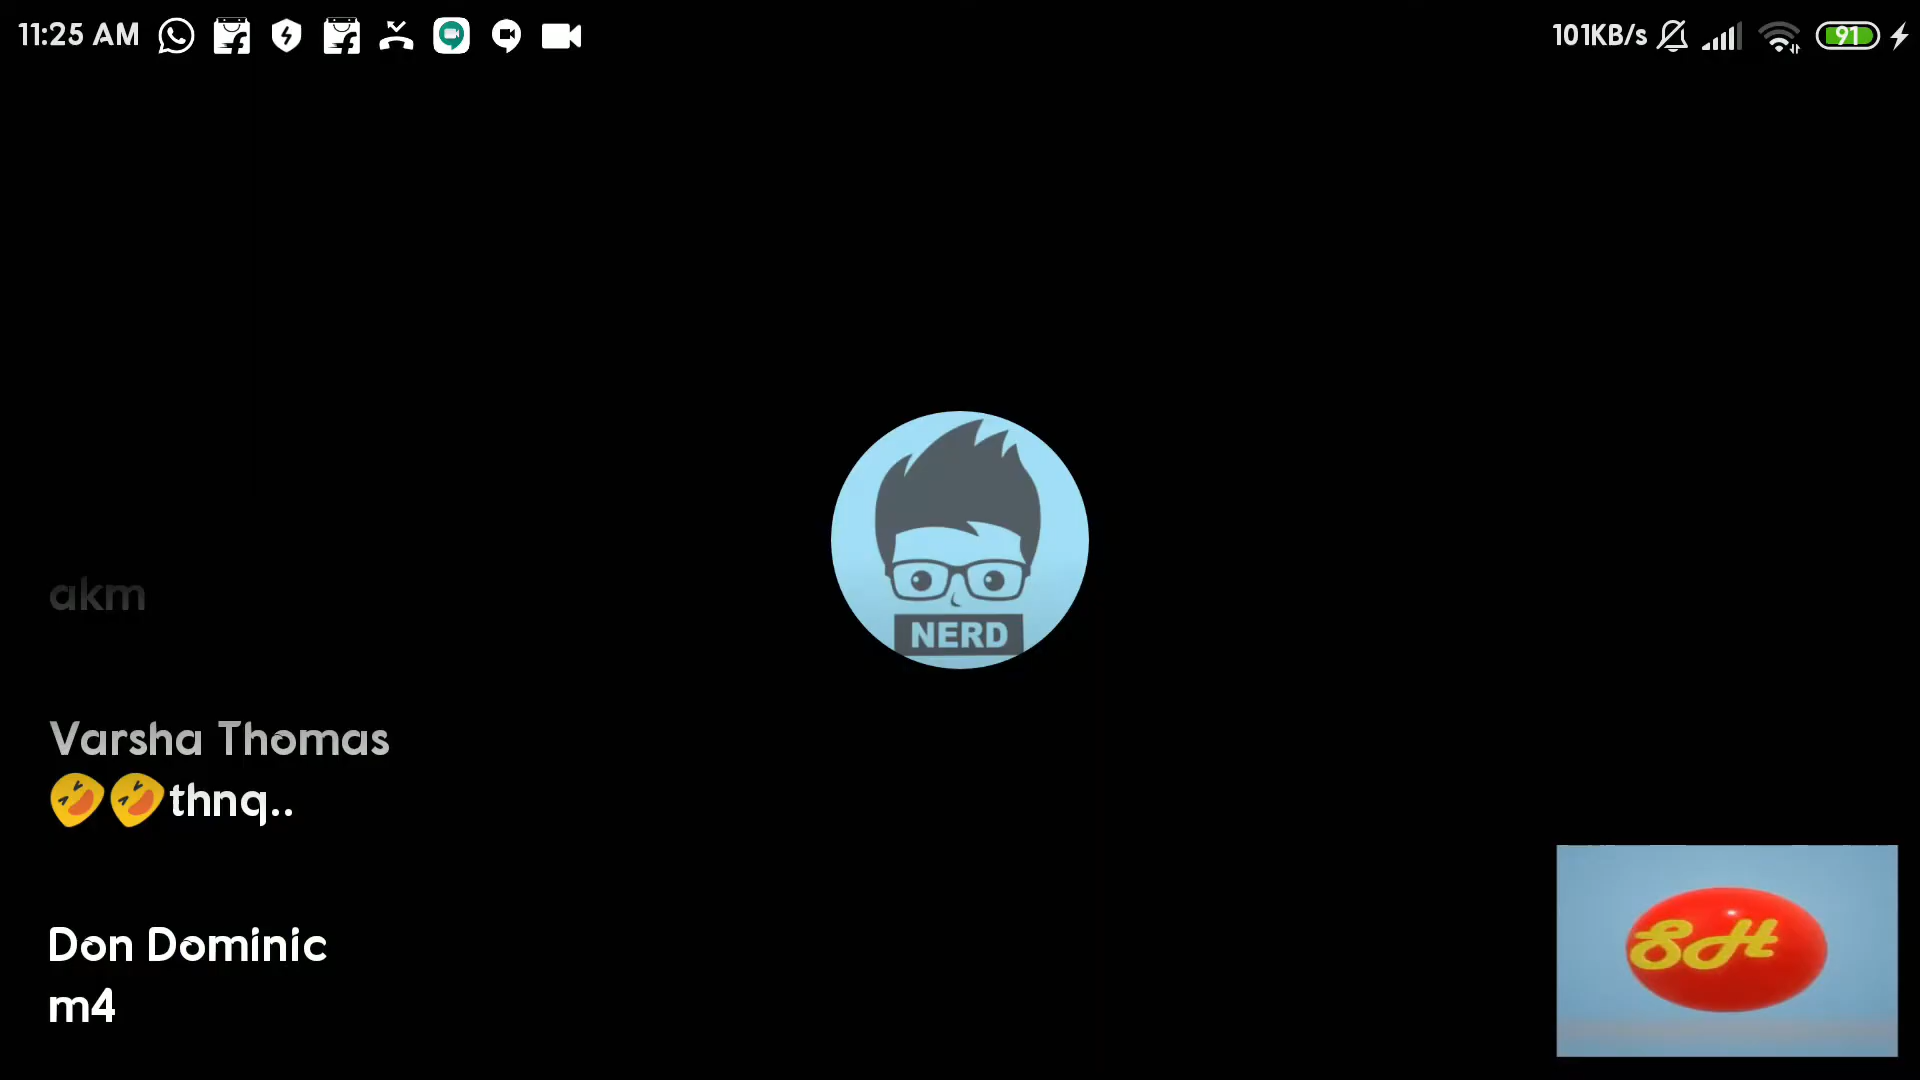 11:25 AM
101KB/s
91
NERD
akm
Varsha Thomas
🤣🤣thnq..
Don Dominic
m4
SH